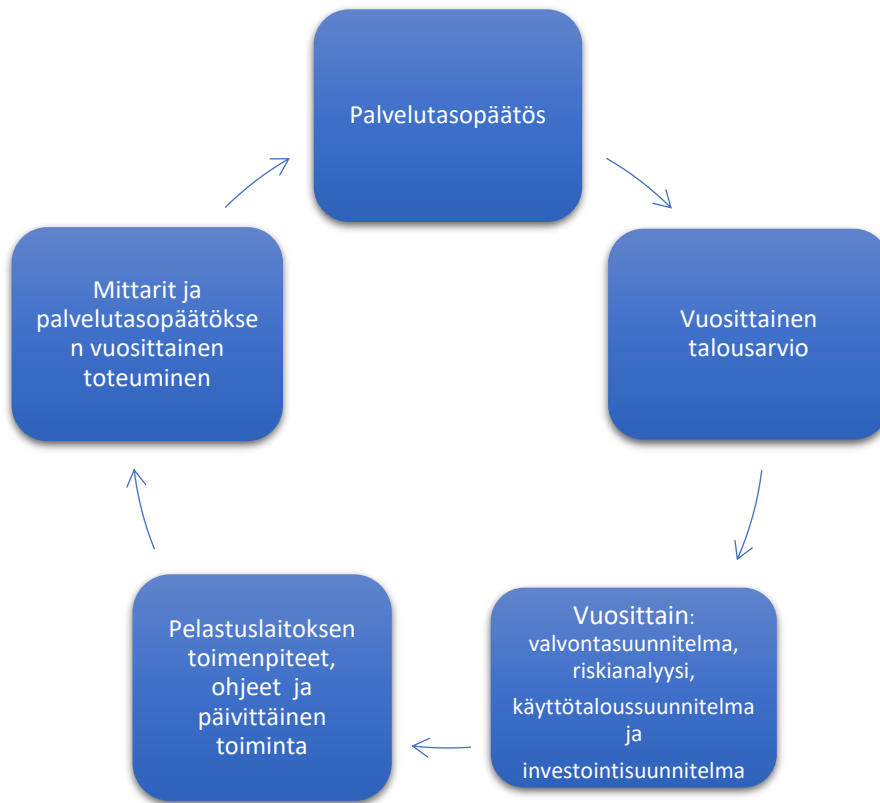 Palvelutasopäätös
Vuosittainen
talousarvio
Vuosittain:
valvontasuunnitelma,
riskianalyysi,
käyttötaloussuunnitelma
ja
investointisuunnitelma
Pelastuslaitoksen
toimenpiteet,
ohjeet ja
päivittäinen
toiminta
Mittarit ja
palvelutasopäätökse
n vuosittainen
toteuminen